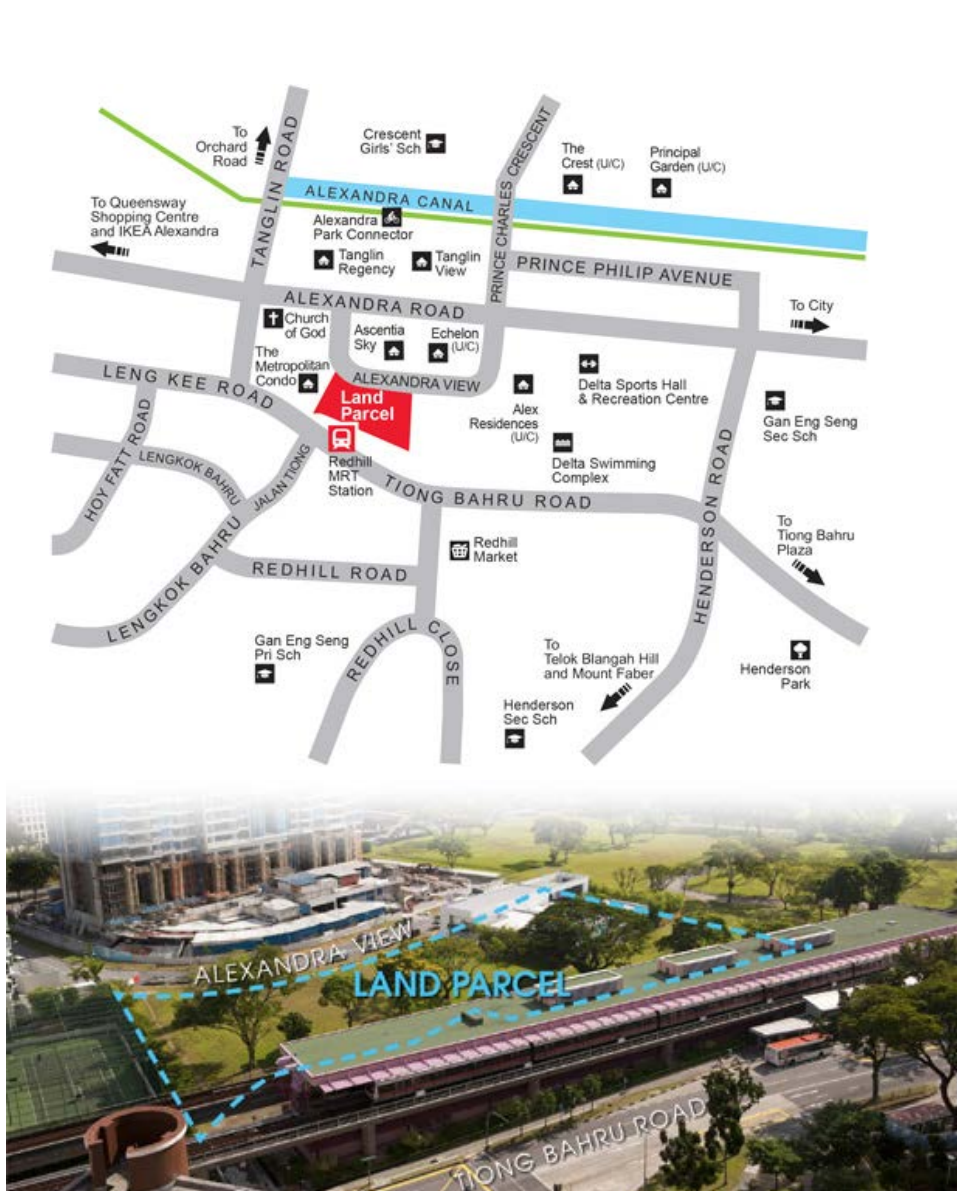 To
Orchard
Road
TANGLIN ROAD
Crescent
Girls' Sch
PRINCE CHARLES CRESCENT
The
Crest (U/C)
Principal
Garden (U/C)
To Queensway
Shopping Centre
and IKEA Alexandra
ALEXANDRA CANAL
Alexandra
Park Connector
Tanglin
Regency
Tanglin
View
PRINCE PHILIP AVENUE
ALEXANDRA ROAD
To City
Church
of God
Ascentia
Sky
Echelon
(U/C)
The
Metropolitan
Condo
LENG KEE ROAD
ALEXANDRA VIEW
Land
Parcel
Alex
Residences
(U/C)
Delta Sports Hall
& Recreation Centre
Gan Eng Seng
Sec Sch
HOY FATT ROAD
LENGKOK BAHRU
JALAN TIONG
Redhill
MRT
Station
Delta Swimming
Complex
TIONG BAHRU ROAD
HENDERSON ROAD
To
Tiong Bahru
Plaza
Redhill
Market
REDHILL ROAD
LENGKOK BAHRU
Gan Eng Seng
Pri Sch
REDHILL CLOSE
To
Telok Blangah Hill
and Mount Faber
Henderson
Park
Henderson
Sec Sch
ALEXANDRA VIEW
LAND PARCEL
TIONG BAHRU ROAD